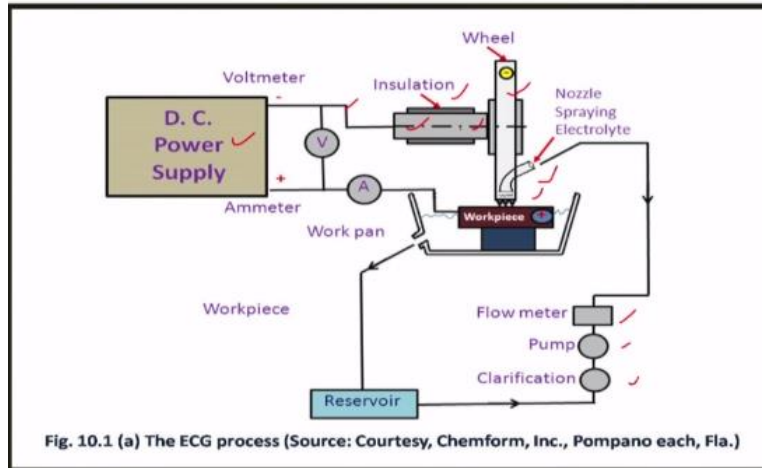 Wheel
Voltmeter
Insulation
Nozzle
Spraying
Electrolyte
-
D. C.
Power
Supply
V
+
A
Ammeter
Workpiece
+
Work pan
Workpiece
Flow meter
Pump
Clarification
Reservoir
Fig. 10.1 (a) The ECG process (Source: Courtesy, Chemform, Inc., Pompano each, Fla.)